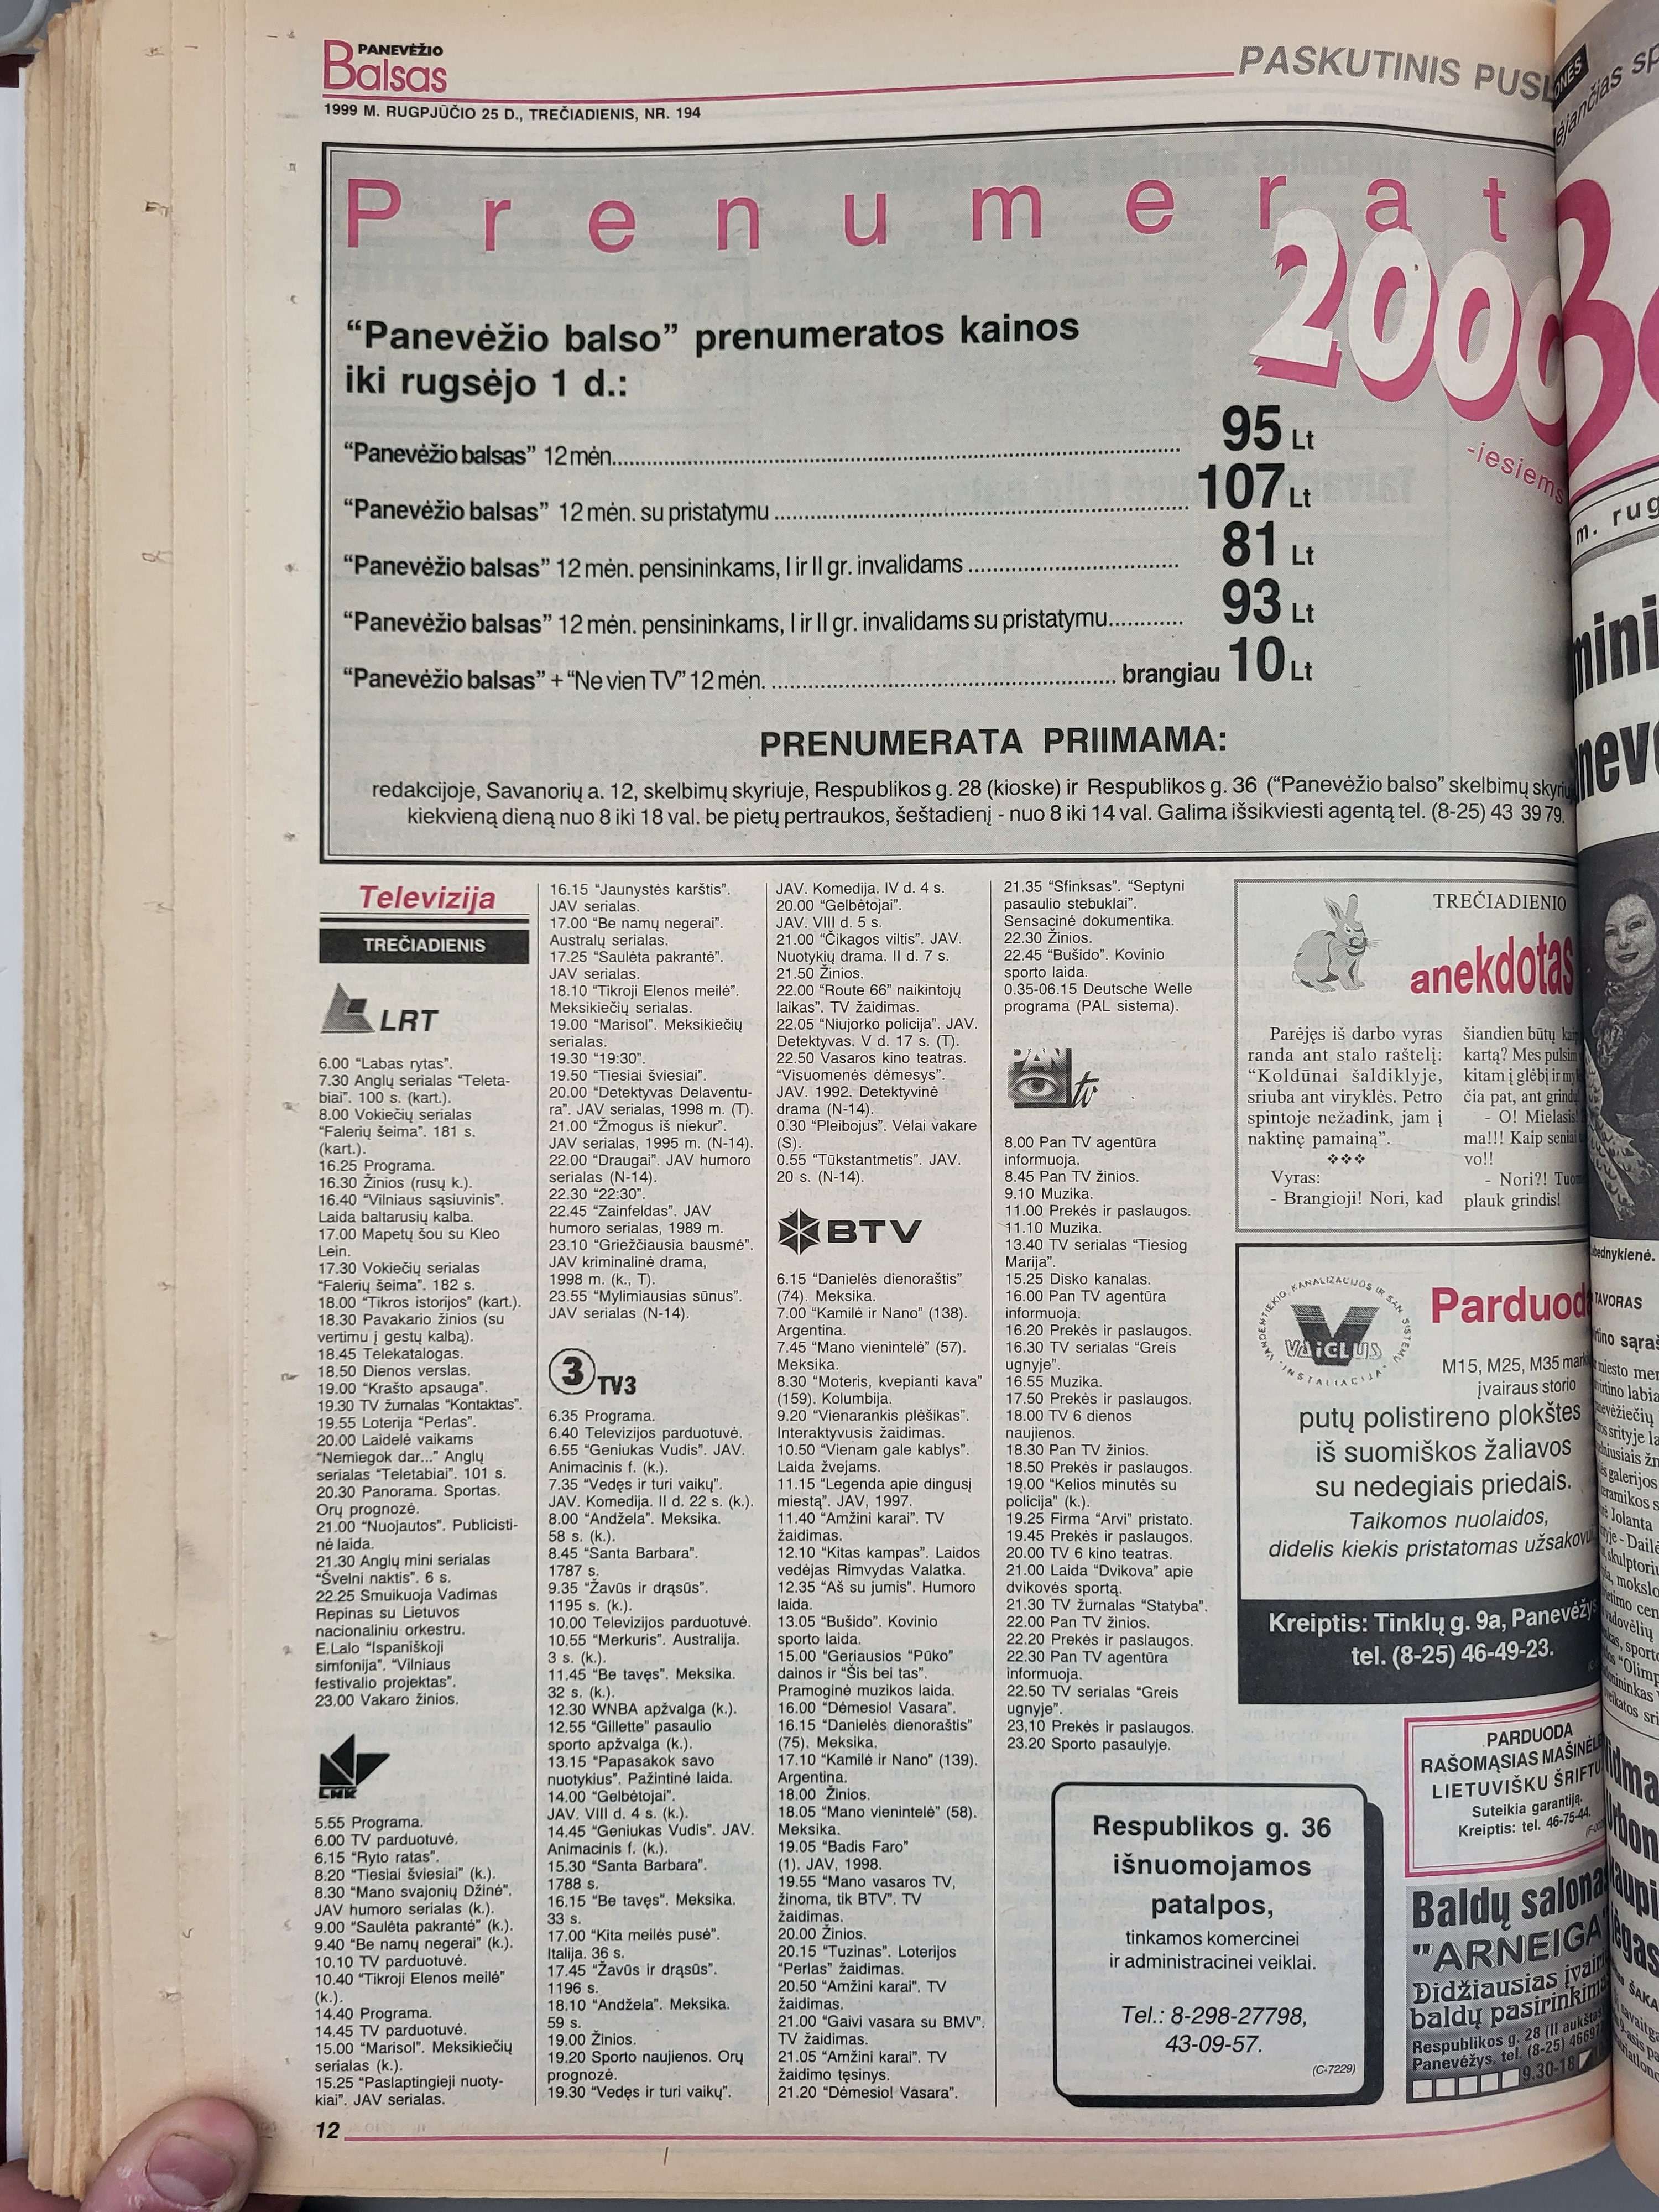 PANEVĖŽIO
Balsas
PASKUTINIS
1999 M. RUGPJŪČIO 25 D., TREČIADIENIS, NR. 194
Prenumerat
2000
-iesiems
“Panevėžio balso” prenumeratos kainos
iki rugsėjo 1 d.:
“Panevėžio balsas” 12 mėn. 95 Lt
“Panevėžio balsas” 12 mėn. su pristatymu 107 Lt
“Panevėžio balsas” 12 mėn. pensininkams, I ir II gr. invalidams 81 Lt
“Panevėžio balsas” 12 mėn. pensininkams, I ir II gr. invalidams su pristatymu 93 Lt
“Panevėžio balsas” + “Ne vien TV” 12 mėn. brangiau 10 Lt
PRENUMERATA PRIIMAMA:
redakcijoje, Savanorių a. 12, skelbimų skyriuje, Respublikos g. 28 (kioske) ir Respublikos g. 36 (“Panevėžio balso” skelbimų
kiekvieną dieną nuo 8 iki 18 val. be pietų pertraukos, šeštadienį - nuo 8 iki 14 val. Galima išsikviesti agentą tel. (8-25) 43 39 79.
Televizija
TREČIADIENIS
LRT
6.00 “Labas rytas”.
7.30 Anglų serialas “Teleta-
biai”. 100 s. (kart.).
8.00 Vokiečių serialas
“Falerių šeima”. 181 s.
(kart.).
16.25 Programa.
16.30 Žinios (rusų k.).
16.40 “Vilniaus sąsiuvinis”.
Laida baltarusių kalba.
17.00 Mapetų šou su Kleo
Lein.
17.30 Vokiečių serialas
“Falerių šeima”. 182 s.
18.00 “Tikros istorijos” (kart.).
18.30 Pavakario žinios (su
vertimu į gestų kalbą).
18.45 Telekatalogas.
18.50 Dienos verslas.
19.00 “Krašto apsauga”.
19.30 TV žurnalas “Kontaktas”.
19.55 Loterija “Perlas”.
20.00 Laidelė vaikams
“Nemiegok dar...” Anglų
serialas “Teletabiai”. 101 s.
20.30 Panorama. Sportas.
Orų prognozė.
21.00 “Nuojautos”. Publicisti-
nė laida.
21.30 Anglų mini serialas
“Švelni naktis”. 6 s.
22.25 Smuikuoja Vadimas
Repinas su Lietuvos
nacionaliniu orkestru.
E.Lalo “Ispaniškoji
simfonija”. “Vilniaus
festivalio projektas”.
23.00 Vakaro žinios.
LNK
5.55 Programa.
6.00 TV parduotuvė.
6.15 “Ryto ratas”.
8.20 “Tiesiai šviesiai” (k.).
8.30 “Mano svajonių Džinė”.
JAV humoro serialas (k.).
9.00 “Saulėta pakrantė” (k.).
9.40 “Be namų negerai” (k.).
10.10 TV parduotuvė.
10.40 “Tikroji Elenos meilė”
(k.).
14.40 Programa.
14.45 TV parduotuvė.
15.00 “Marisol”. Meksikiečių
serialas (k.).
15.25 “Paslaptingieji nuoty-
kiai”. JAV serialas.
16.15 “Jaunystės karštis”.
JAV serialas.
17.00 “Be namų negerai”.
Australų serialas.
17.25 “Saulėta pakrantė”.
JAV serialas.
18.10 “Tikroji Elenos meilė”.
Meksikiečių serialas.
19.00 “Marisol”. Meksikiečių
serialas.
19.30 “19:30”.
19.50 “Tiesiai šviesiai”.
20.00 “Detektyvas Delaventu-
ra”. JAV serialas, 1998 m. (T).
21.00 “Žmogus iš niekur”.
JAV serialas, 1995 m. (N-14).
22.00 “Draugai”. JAV humoro
serialas (N-14).
22.30 “22:30”.
22.45 “Zainfeldas”. JAV
humoro serialas, 1989 m.
23.10 “Griežčiausia bausmė”.
JAV kriminalinė drama,
1998 m. (k., T).
23.55 “Mylimiausias sūnus”.
JAV serialas (N-14).
3 TV3
6.35 Programa.
6.40 Televizijos parduotuvė.
6.55 “Geniukas Vudis”. JAV.
Animacinis f. (k.).
7.35 “Vedęs ir turi vaikų”.
JAV. Komedija. II d. 22 s. (k.).
8.00 “Andžela”. Meksika.
58 s. (k.).
8.45 “Santa Barbara”.
1787 s.
9.35 “Žavūs ir drąsūs”.
1195 s. (k.).
10.00 Televizijos parduotuvė.
10.55 “Merkuris”. Australija.
3 s. (k.).
11.45 “Be tavęs”. Meksika.
32 s. (k.).
12.30 WNBA apžvalga (k.).
12.55 “Gillette” pasaulio
sporto apžvalga (k.).
13.15 “Papasakok savo
nuotykius”. Pažintinė laida.
14.00 “Gelbėtojai”.
JAV. VIII d. 4 s. (k.).
14.45 “Geniukas Vudis”. JAV.
Animacinis f. (k.).
15.30 “Santa Barbara”.
1788 s.
16.15 “Be tavęs”. Meksika.
33 s.
17.00 “Kita meilės pusė”.
Italija. 36 s.
17.45 “Žavūs ir drąsūs”.
1196 s.
18.10 “Andžela”. Meksika.
59 s.
19.00 Žinios.
19.20 Sporto naujienos. Orų
prognozė.
19.30 “Vedęs ir turi vaikų”.
JAV. Komedija. IV d. 4 s.
20.00 “Gelbėtojai”.
JAV. VIII d. 5 s.
21.00 “Čikagos viltis”. JAV.
Nuotykių drama. II d. 7 s.
21.50 Žinios.
22.00 “Route 66” naikintojų
laikas”. TV žaidimas.
22.05 “Niujorko policija”. JAV.
Detektyvas. V d. 17 s. (T).
22.50 Vasaros kino teatras.
“Visuomenės dėmesys”.
JAV. 1992. Detektyvinė
drama (N-14).
0.30 “Pleibojus”. Vėlai vakare
(S).
0.55 “Tūkstantmetis”. JAV.
20 s. (N-14).
BTV
6.15 “Danielės dienoraštis”
(74). Meksika.
7.00 “Kamilė ir Nano” (138).
Argentina.
7.45 “Mano vienintelė” (57).
Meksika.
8.30 “Moteris, kvepianti kava”
(159). Kolumbija.
9.20 “Vienarankis plėšikas”.
Interaktyvusis žaidimas.
10.50 “Vienam gale kablys”.
Laida žvejams.
11.15 “Legenda apie dingusį
miestą”. JAV, 1997.
11.40 “Amžini karai”. TV
žaidimas.
12.10 “Kitas kampas”. Laidos
vedėjas Rimvydas Valatka.
12.35 “Aš su jumis”. Humoro
laida.
13.05 “Bušido”. Kovinio
sporto laida.
15.00 “Geriausios “Pūko”
dainos ir “Šis bei tas”.
Pramoginė muzikos laida.
16.00 “Dėmesio! Vasara”.
16.15 “Danielės dienoraštis”
(75). Meksika.
17.10 “Kamilė ir Nano” (139).
Argentina.
18.00 Žinios.
18.05 “Mano vienintelė” (58).
Meksika.
19.05 “Badis Faro”
(1). JAV, 1998.
19.55 “Mano vasaros TV,
žinoma, tik BTV”. TV
žaidimas.
20.00 Žinios.
20.15 “Tuzinas”. Loterijos
“Perlas” žaidimas.
20.50 “Amžini karai”. TV
žaidimas.
21.00 “Gaivi vasara su BMV”.
TV žaidimas.
21.05 “Amžini karai”. TV
žaidimo tęsinys.
21.20 “Dėmesio! Vasara”.
21.35 “Sfinksas”. “Septyni
pasaulio stebuklai”.
Sensacinė dokumentika.
22.30 Žinios.
22.45 “Bušido”. Kovinio
sporto laida.
0.35-06.15 Deutsche Welle
programa (PAL sistema).
PAN tv
8.00 Pan TV agentūra
informuoja.
8.45 Pan TV žinios.
9.10 Muzika.
11.00 Prekės ir paslaugos.
11.10 Muzika.
13.40 TV serialas “Tiesiog
Marija”.
15.25 Disko kanalas.
16.00 Pan TV agentūra
informuoja.
16.20 Prekės ir paslaugos.
16.30 TV serialas “Greis
ugnyje”.
16.55 Muzika.
17.50 Prekės ir paslaugos.
18.00 TV 6 dienos
naujienos.
18.30 Pan TV žinios.
18.50 Prekės ir paslaugos.
19.00 “Kelios minutės su
policija” (k.).
19.25 Firma “Arvi” pristato.
19.45 Prekės ir paslaugos.
20.00 TV 6 kino teatras.
21.00 Laida “Dvikova” apie
dvikovės sportą.
21.30 TV žurnalas “Statyba”.
22.00 Pan TV žinios.
22.20 Prekės ir paslaugos.
22.30 Pan TV agentūra
informuoja.
22.50 TV serialas “Greis
ugnyje”.
23,10 Prekės ir paslaugos.
23.20 Sporto pasaulyje.
Respublikos g. 36
išnuomojamos
patalpos,
tinkamos komercinei
ir administracinei veiklai.
Tel.: 8-298-27798,
43-09-57.
(C-7229)
TREČIADIENIO
anekdotas
Parėjęs iš darbo vyras
randa ant stalo raštelį:
“Koldūnai šaldiklyje,
sriuba ant viryklės. Petro
spintoje nežadink, jam į
naktinę pamainą”.
Vyras:
- Brangioji! Nori, kad
šiandien būtų
kartą? Mes
kitam į glėbį ir
čia pat, ant
- O! Mielasis!
ma!!! Kaip seniai
vo!!
- Nori?!
plauk grindis!
VANDENTIEKIO KANALIZACIJOS IR SAN. SISTEMŲ INSTALIACIJA
VAIGLUS
M15, M25, M35
įvairaus storio
putų polistireno plokštes
iš suomiškos žaliavos
su nedegiais priedais.
Taikomos nuolaidos,
didelis kiekis pristatomas
Kreiptis: Tinklų g. 9a,
tel. (8-25) 46-49-23.
PARDUODA
RAŠOMĄSIAS
LIETUVIŠKU
Suteikia garantiją.
Kreiptis: tel. 46-75-44.
Baldų
"ARNEIGA"
Didžiausias
baldų
Respublikos g. 28 (II
Panevėžys, tel. (8-25)
9.30-18
12